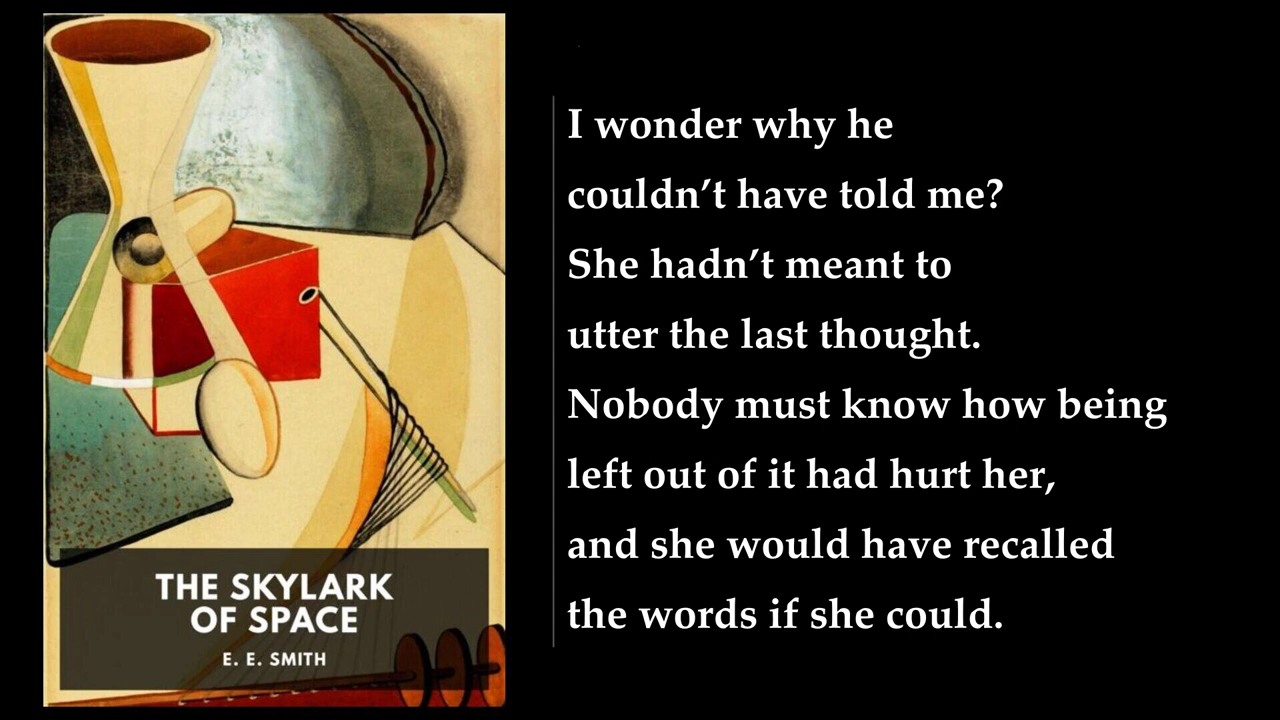 THE SKYLARK
OF SPACE
E. E. SMITH
I wonder why he
couldn’t have told me?
She hadn’t meant to
utter the last thought.
Nobody must know how being
left out of it had hurt her,
and she would have recalled
the words if she could.